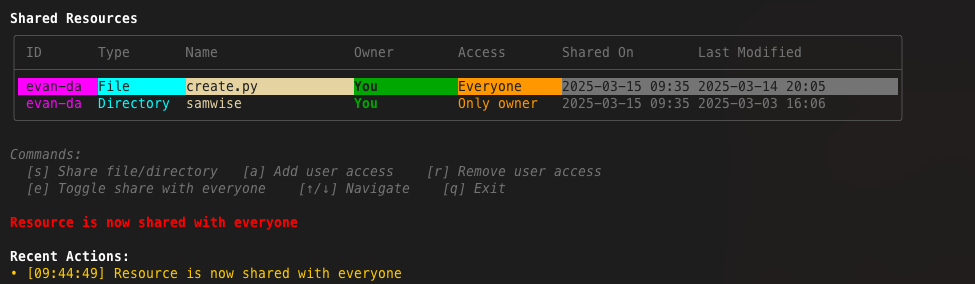 Shared Resources
ID Type Name Owner Access Shared On Last Modified
evan-da File create.py You Everyone 2025-03-15 09:35 2025-03-14 20:05
evan-da Directory samwise You Only owner 2025-03-15 09:35 2025-03-03 16:06
Commands:
[s] Share file/directory [a] Add user access [r] Remove user access
[e] Toggle share with everyone [↑/↓] Navigate [q] Exit
Resource is now shared with everyone
Recent Actions:
• [09:44:49] Resource is now shared with everyone